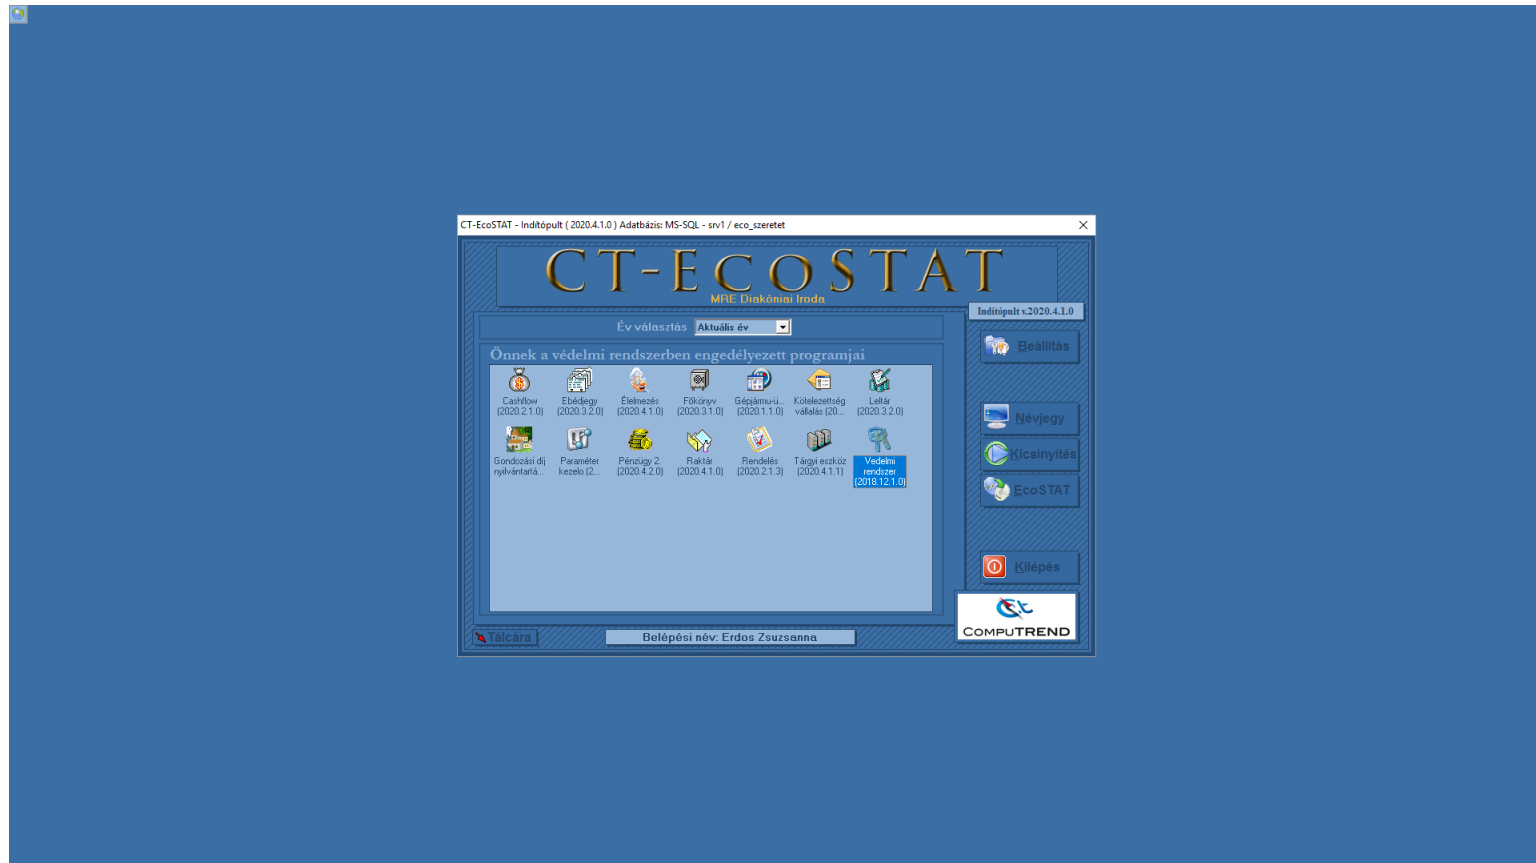 CT-EcoSTAT - Indítópult ( 2020.4.1.0 ) Adatbázis: MS-SQL - srv1 / eco_szeretet
CT-EcoSTAT
MRE Diakóniai Iroda
Indítópult v.2020.4.1.0
Év választás Aktuális év
Beállítás
Önnek a védelmi rendszerben engedélyezett programjai
Cashflow
(2020.2.1.0)
Ebédjegy
(2020.3.2.0)
Élelmezés
(2020.4.1.0)
Fõkönyv
(2020.3.1.0)
Gépjármu-ü...
(2020.1.1.0)
Kötelezettség
vállalás (20...
Leltár
(2020.3.2.0)
Névjegy
Gondozási díj
nyilvántartá...
Paraméter
kezelo (2...
Pénzügy 2.
(2020.4.2.0)
Raktár
(2020.4.1.0)
Rendelés
(2020.2.1.3)
Tárgyi eszköz
(2020.4.1.1)
Védelmi
rendszer
(2018.12.1.0)
Kicsinyítés
EcoSTAT
Kilépés
Ct
COMPUTREND
Tálcára
Belépési név: Erdos Zsuzsanna